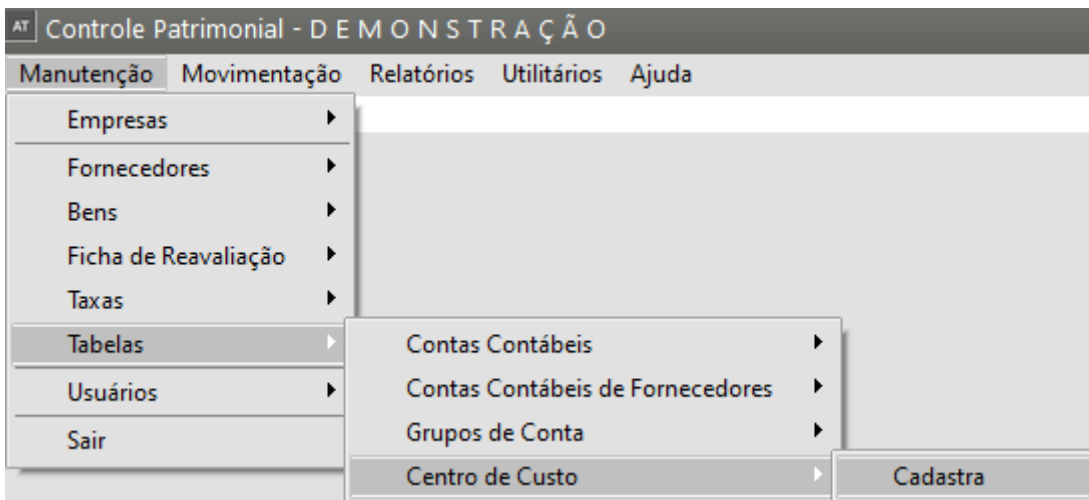 AT Controle Patrimonial - D E M O N S T R A Ç Ã O
Manutenção Movimentação Relatórios Utilitários Ajuda
Empresas
Fornecedores
Bens
Ficha de Reavaliação
Taxas
Tabelas
Usuários
Sair
Contas Contábeis
Contas Contábeis de Fornecedores
Grupos de Conta
Centro de Custo
Cadastra